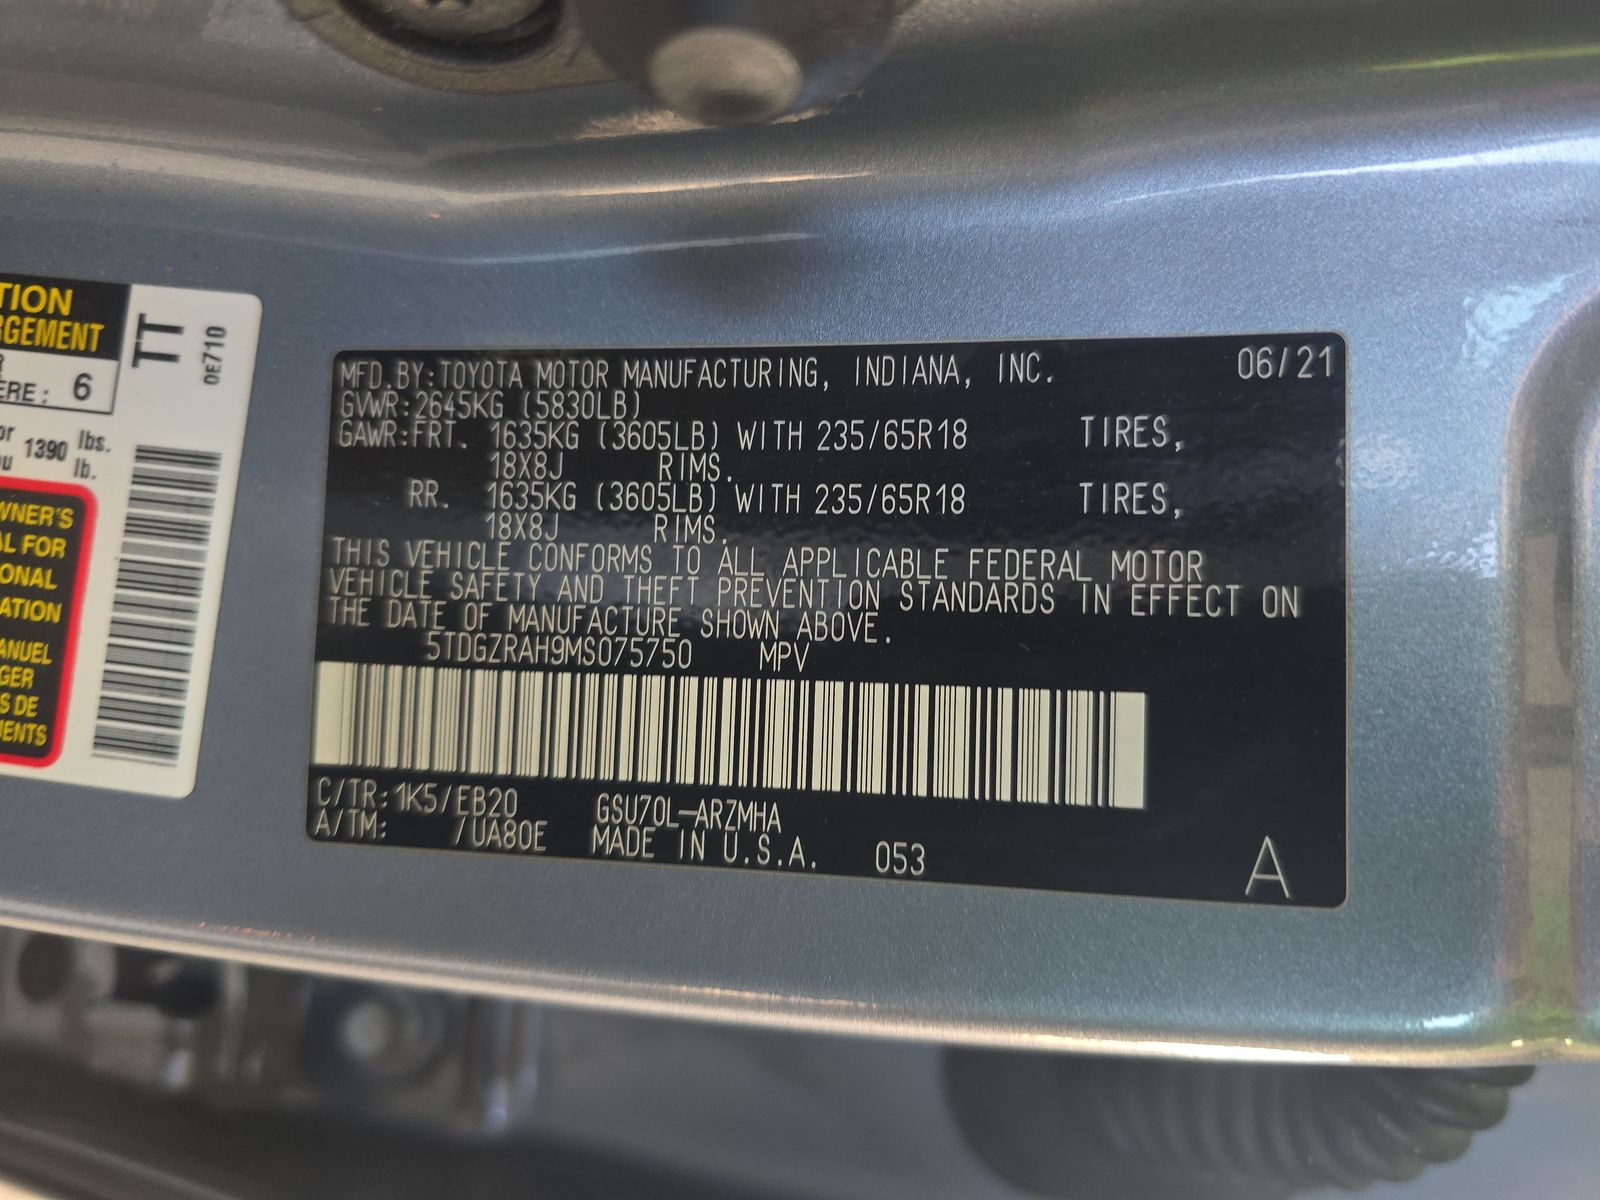 TION
RGEMENT
ERE: 6
or 1390 lbs.
ou lb.
WNER'S
AL FOR
ONAL
ATION
ANUEL
GER
S DE
MENTS
TT
0E710
MFD.BY:TOYOTA MOTOR MANUFACTURING, INDIANA, INC. 06/21
GVWR:2645KG (5830LB)
GAWR:FRT. 1635KG (3605LB) WITH 235/65R18 TIRES,
18X8J RIMS.
RR. 1635KG (3605LB) WITH 235/65R18 TIRES,
18X8J RIMS.
THIS VEHICLE CONFORMS TO ALL APPLICABLE FEDERAL MOTOR
VEHICLE SAFETY AND THEFT PREVENTION STANDARDS IN EFFECT ON
THE DATE OF MANUFACTURE SHOWN ABOVE.
5TDGZRAH9MS075750 MPV
C/TR:1K5/EB20 GSU70L-ARZMHA
A/TM: /UA80E MADE IN U.S.A. 053
A